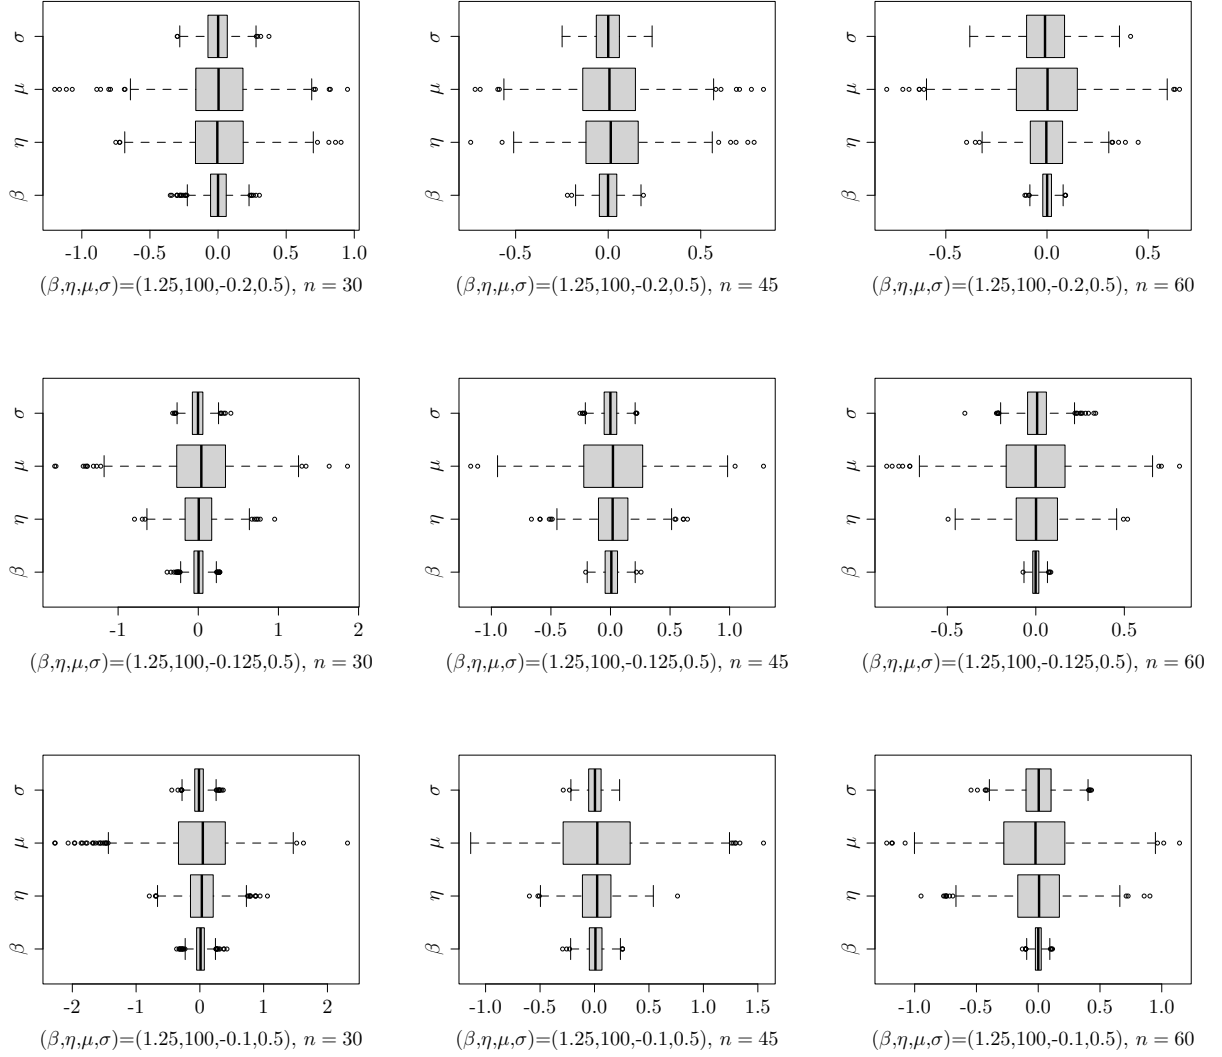 σ
μ
η
β
-1.0 -0.5 0.0 0.5 1.0
(β,η,μ,σ)=(1.25,100,-0.2,0.5), n = 30
σ
μ
η
β
-0.5 0.0 0.5
(β,η,μ,σ)=(1.25,100,-0.2,0.5), n = 45
σ
μ
η
β
-0.5 0.0 0.5
(β,η,μ,σ)=(1.25,100,-0.2,0.5), n = 60
σ
μ
η
β
-1 0 1 2
(β,η,μ,σ)=(1.25,100,-0.125,0.5), n = 30
σ
μ
η
β
-1.0 -0.5 0.0 0.5 1.0
(β,η,μ,σ)=(1.25,100,-0.125,0.5), n = 45
σ
μ
η
β
-0.5 0.0 0.5
(β,η,μ,σ)=(1.25,100,-0.125,0.5), n = 60
σ
μ
η
β
-2 -1 0 1 2
(β,η,μ,σ)=(1.25,100,-0.1,0.5), n = 30
σ
μ
η
β
-1.0 -0.5 0.0 0.5 1.0 1.5
(β,η,μ,σ)=(1.25,100,-0.1,0.5), n = 45
σ
μ
η
β
-1.0 -0.5 0.0 0.5 1.0
(β,η,μ,σ)=(1.25,100,-0.1,0.5), n = 60